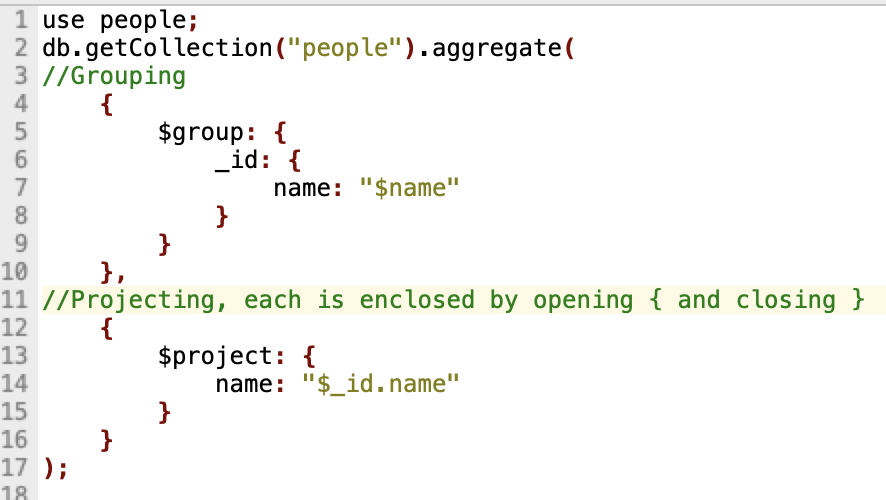 1 use people;
2 db.getCollection("people").aggregate(
3 //Grouping
4 {
5 $group: {
6 _id: {
7 name: "$name"
8 }
9 }
10 },
11 //Projecting, each is enclosed by opening { and closing }
12 {
13 $project: {
14 name: "$_id.name"
15 }
16 }
17 );
18